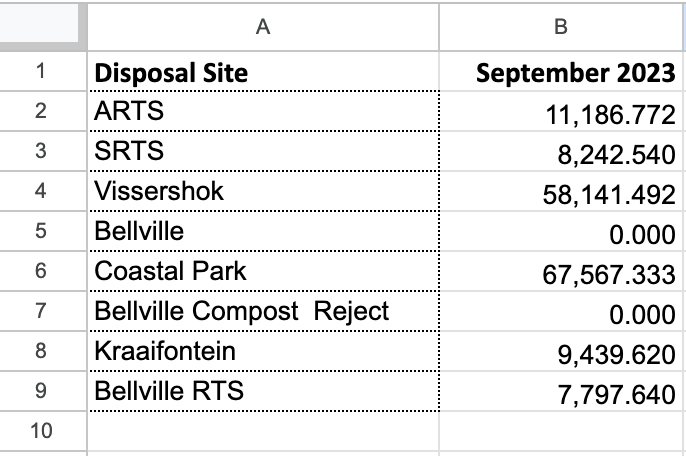 A B
1 Disposal Site September 2023
2 ARTS 11,186.772
3 SRTS 8,242.540
4 Vissershok 58,141.492
5 Bellville 0.000
6 Coastal Park 67,567.333
7 Bellville Compost  Reject 0.000
8 Kraaifontein 9,439.620
9 Bellville RTS 7,797.640
10